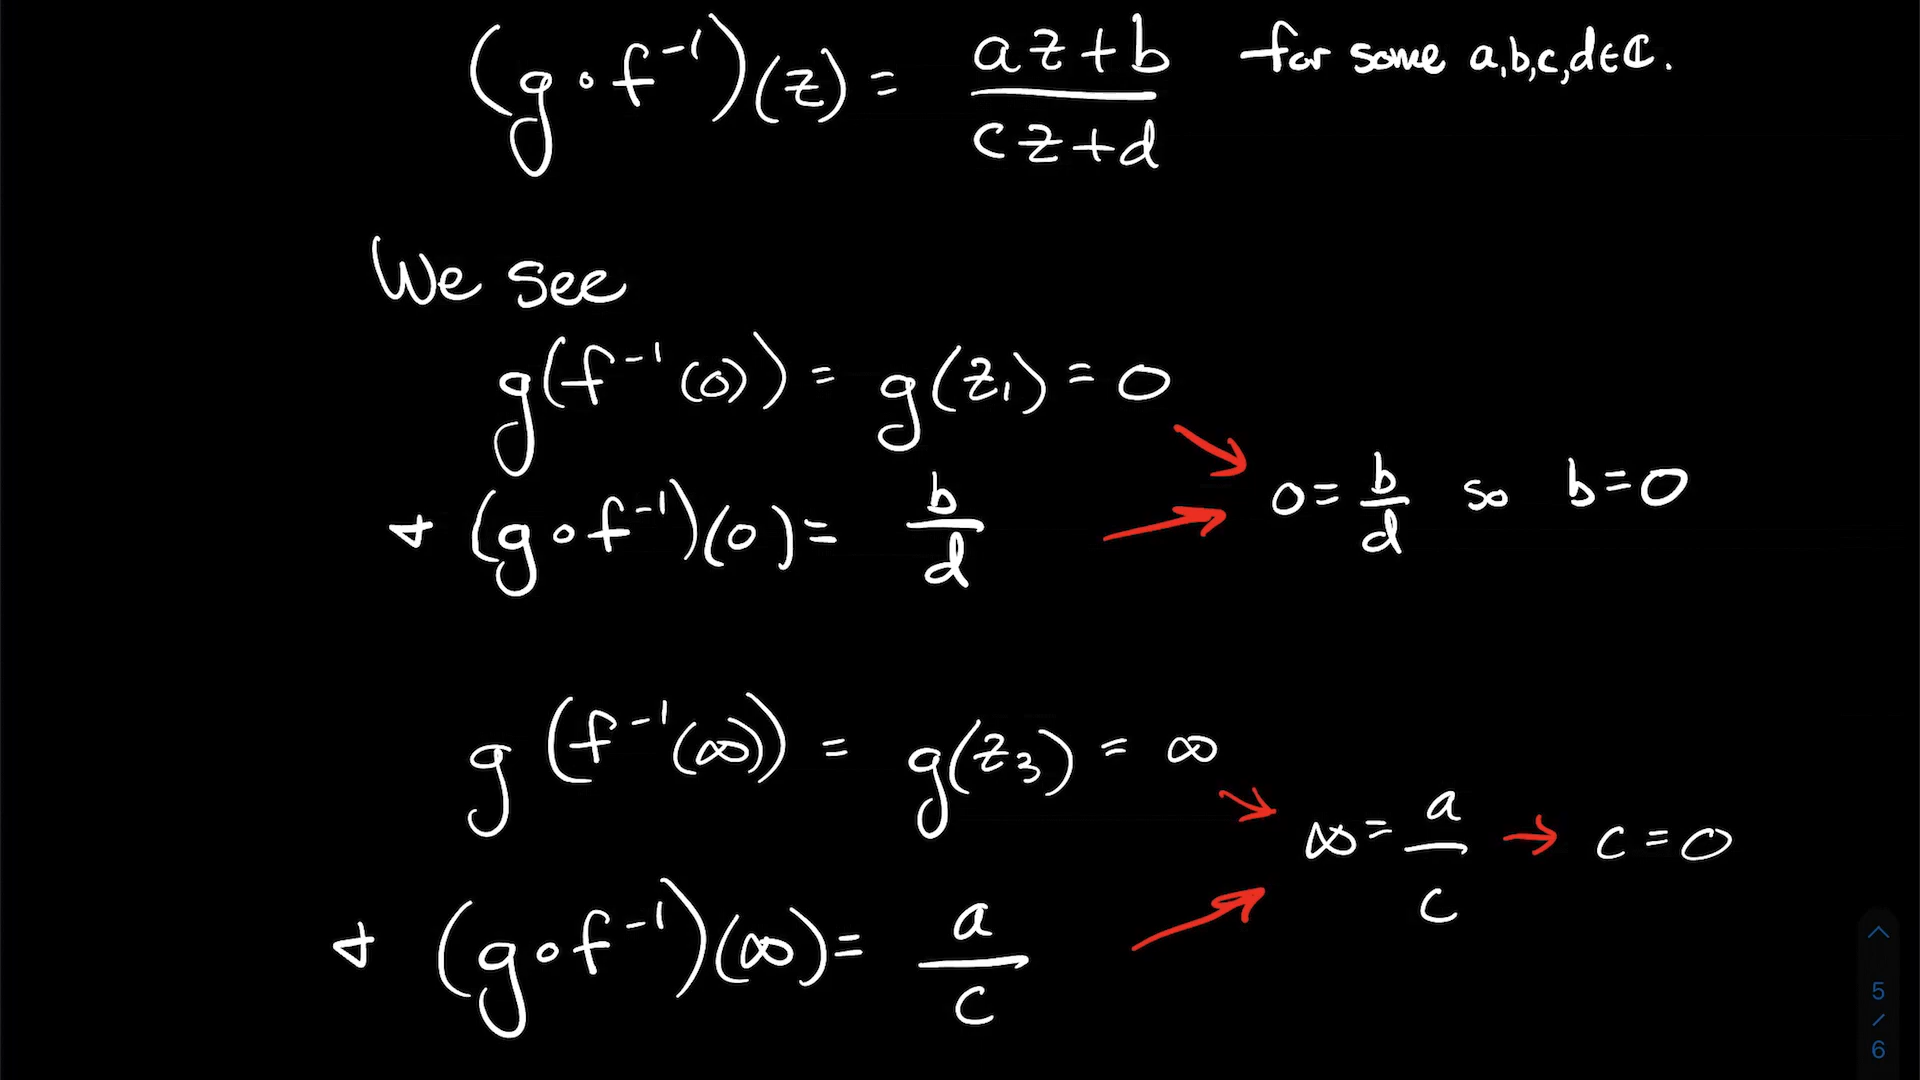 (g∘f⁻¹)(z) = (az+b)/(cz+d) for some a,b,c,d∈ℂ.
We see
g(f⁻¹(0)) = g(z₁) = 0
& (g∘f⁻¹)(0) = b/d → 0 = b/d so b=0
g(f⁻¹(∞)) = g(z₃) = ∞
∞ = a/c → c=0
& (g∘f⁻¹)(∞) = a/c
5
/
6